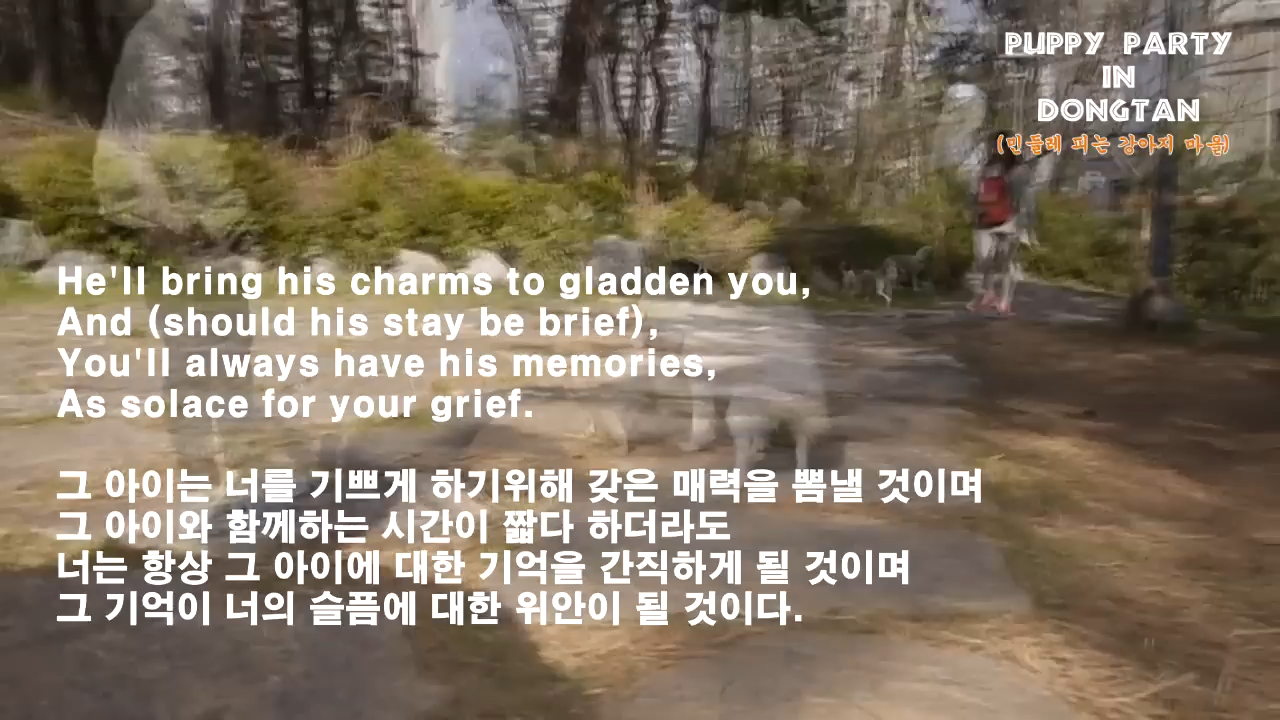 PUPPY PARTY
IN
DONGTAN
(민들레 피는 강아지 마을)
He'll bring his charms to gladden you,
And (should his stay be brief),
You'll always have his memories,
As solace for your grief.
그 아이는 너를 기쁘게 하기위해 갖은 매력을 뽐낼 것이며
그 아이와 함께하는 시간이 짧다 하더라도
너는 항상 그 아이에 대한 기억을 간직하게 될 것이며
그 기억이 너의 슬픔에 대한 위안이 될 것이다.